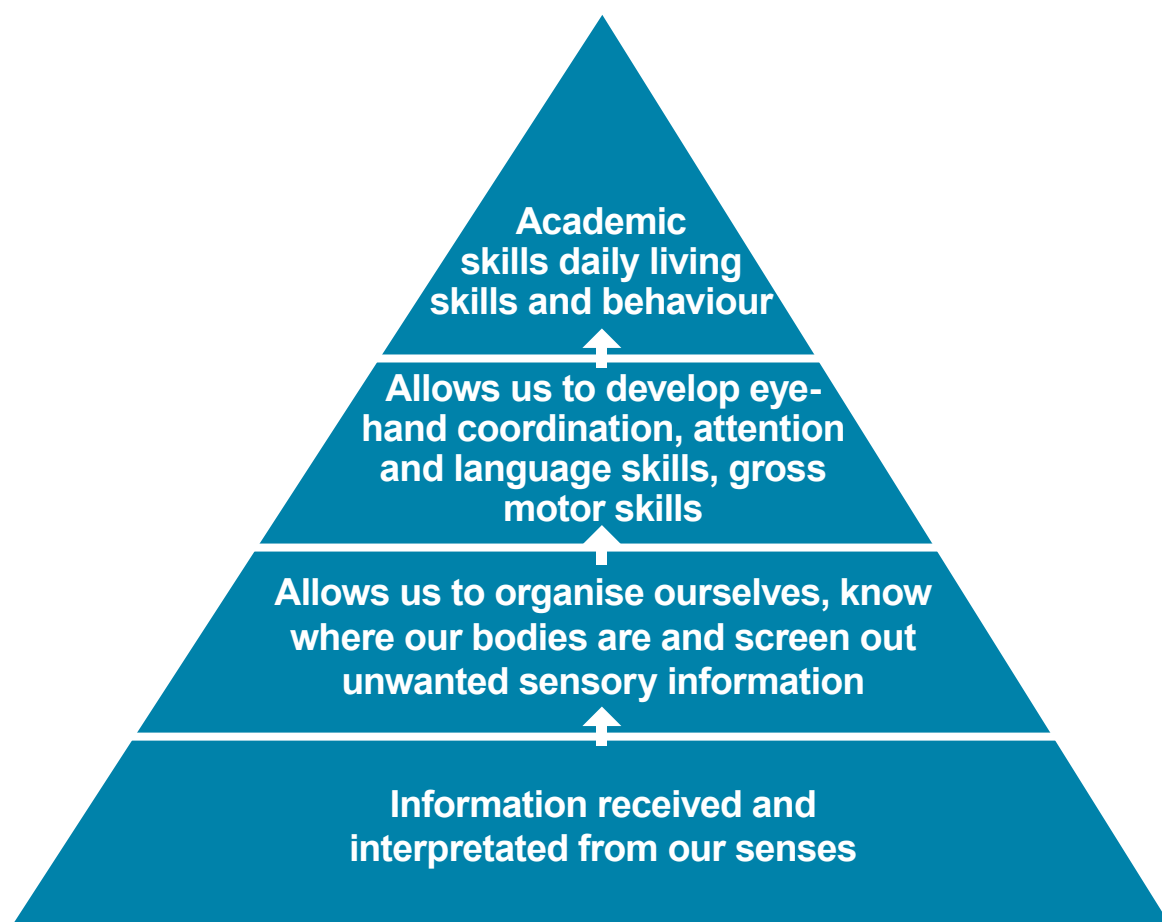 Academic
skills daily living
skills and behaviour
Allows us to develop eye-
hand coordination, attention
and language skills, gross
motor skills
Allows us to organise ourselves, know
where our bodies are and screen out
unwanted sensory information
Information received and
interpretated from our senses